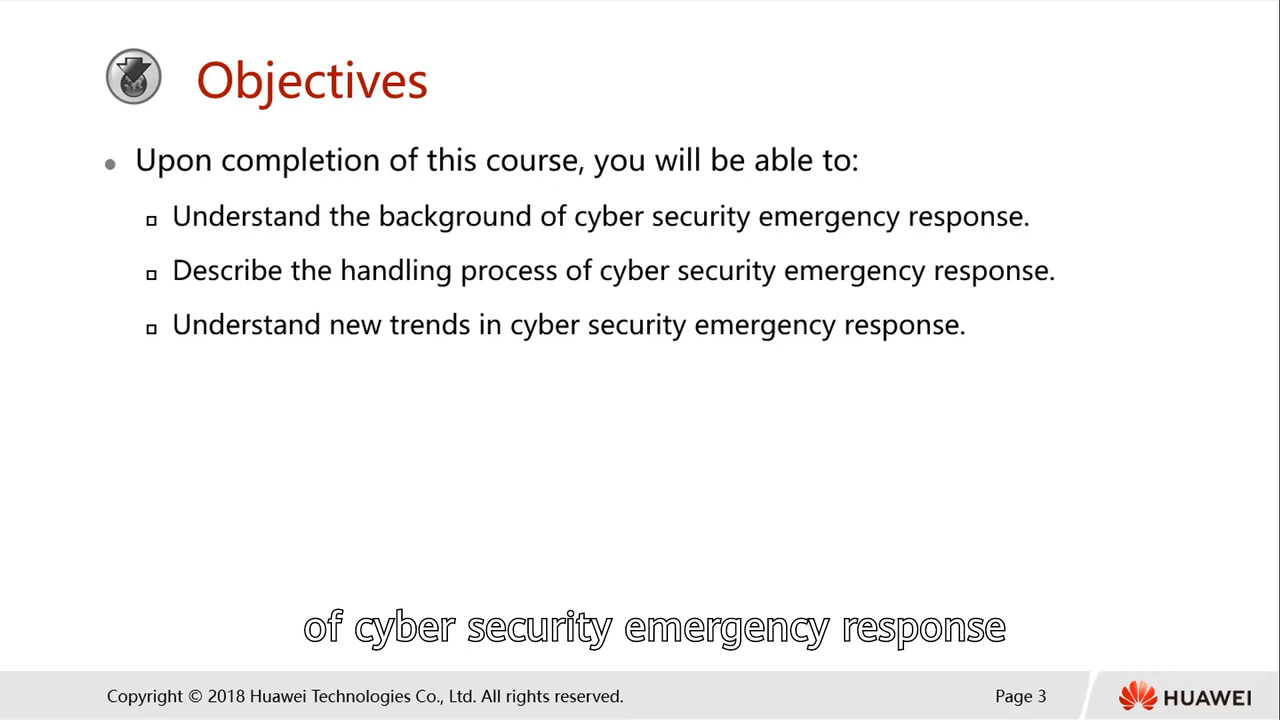 Objectives
Upon completion of this course, you will be able to:
Understand the background of cyber security emergency response.
Describe the handling process of cyber security emergency response.
Understand new trends in cyber security emergency response.
of cyber security emergency response
Copyright © 2018 Huawei Technologies Co., Ltd. All rights reserved.
Page 3
HUAWEI